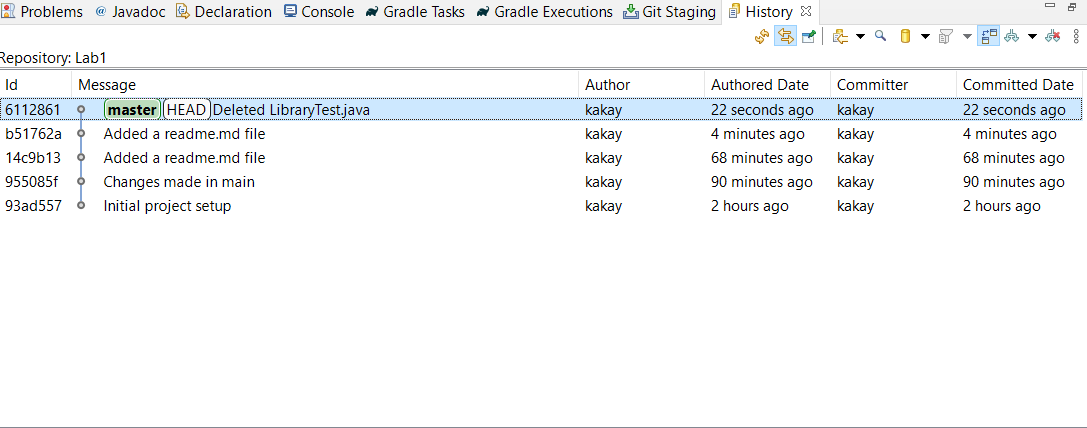 Problems @ Javadoc Declaration Console Gradle Tasks Gradle Executions Git Staging History
Repository: Lab1
Id Message Author Authored Date Committer Committed Date
6112861 master HEAD Deleted LibraryTest.java kakay 22 seconds ago kakay 22 seconds ago
b51762a Added a readme.md file kakay 4 minutes ago kakay 4 minutes ago
14c9b13 Added a readme.md file kakay 68 minutes ago kakay 68 minutes ago
955085f Changes made in main kakay 90 minutes ago kakay 90 minutes ago
93ad557 Initial project setup kakay 2 hours ago kakay 2 hours ago